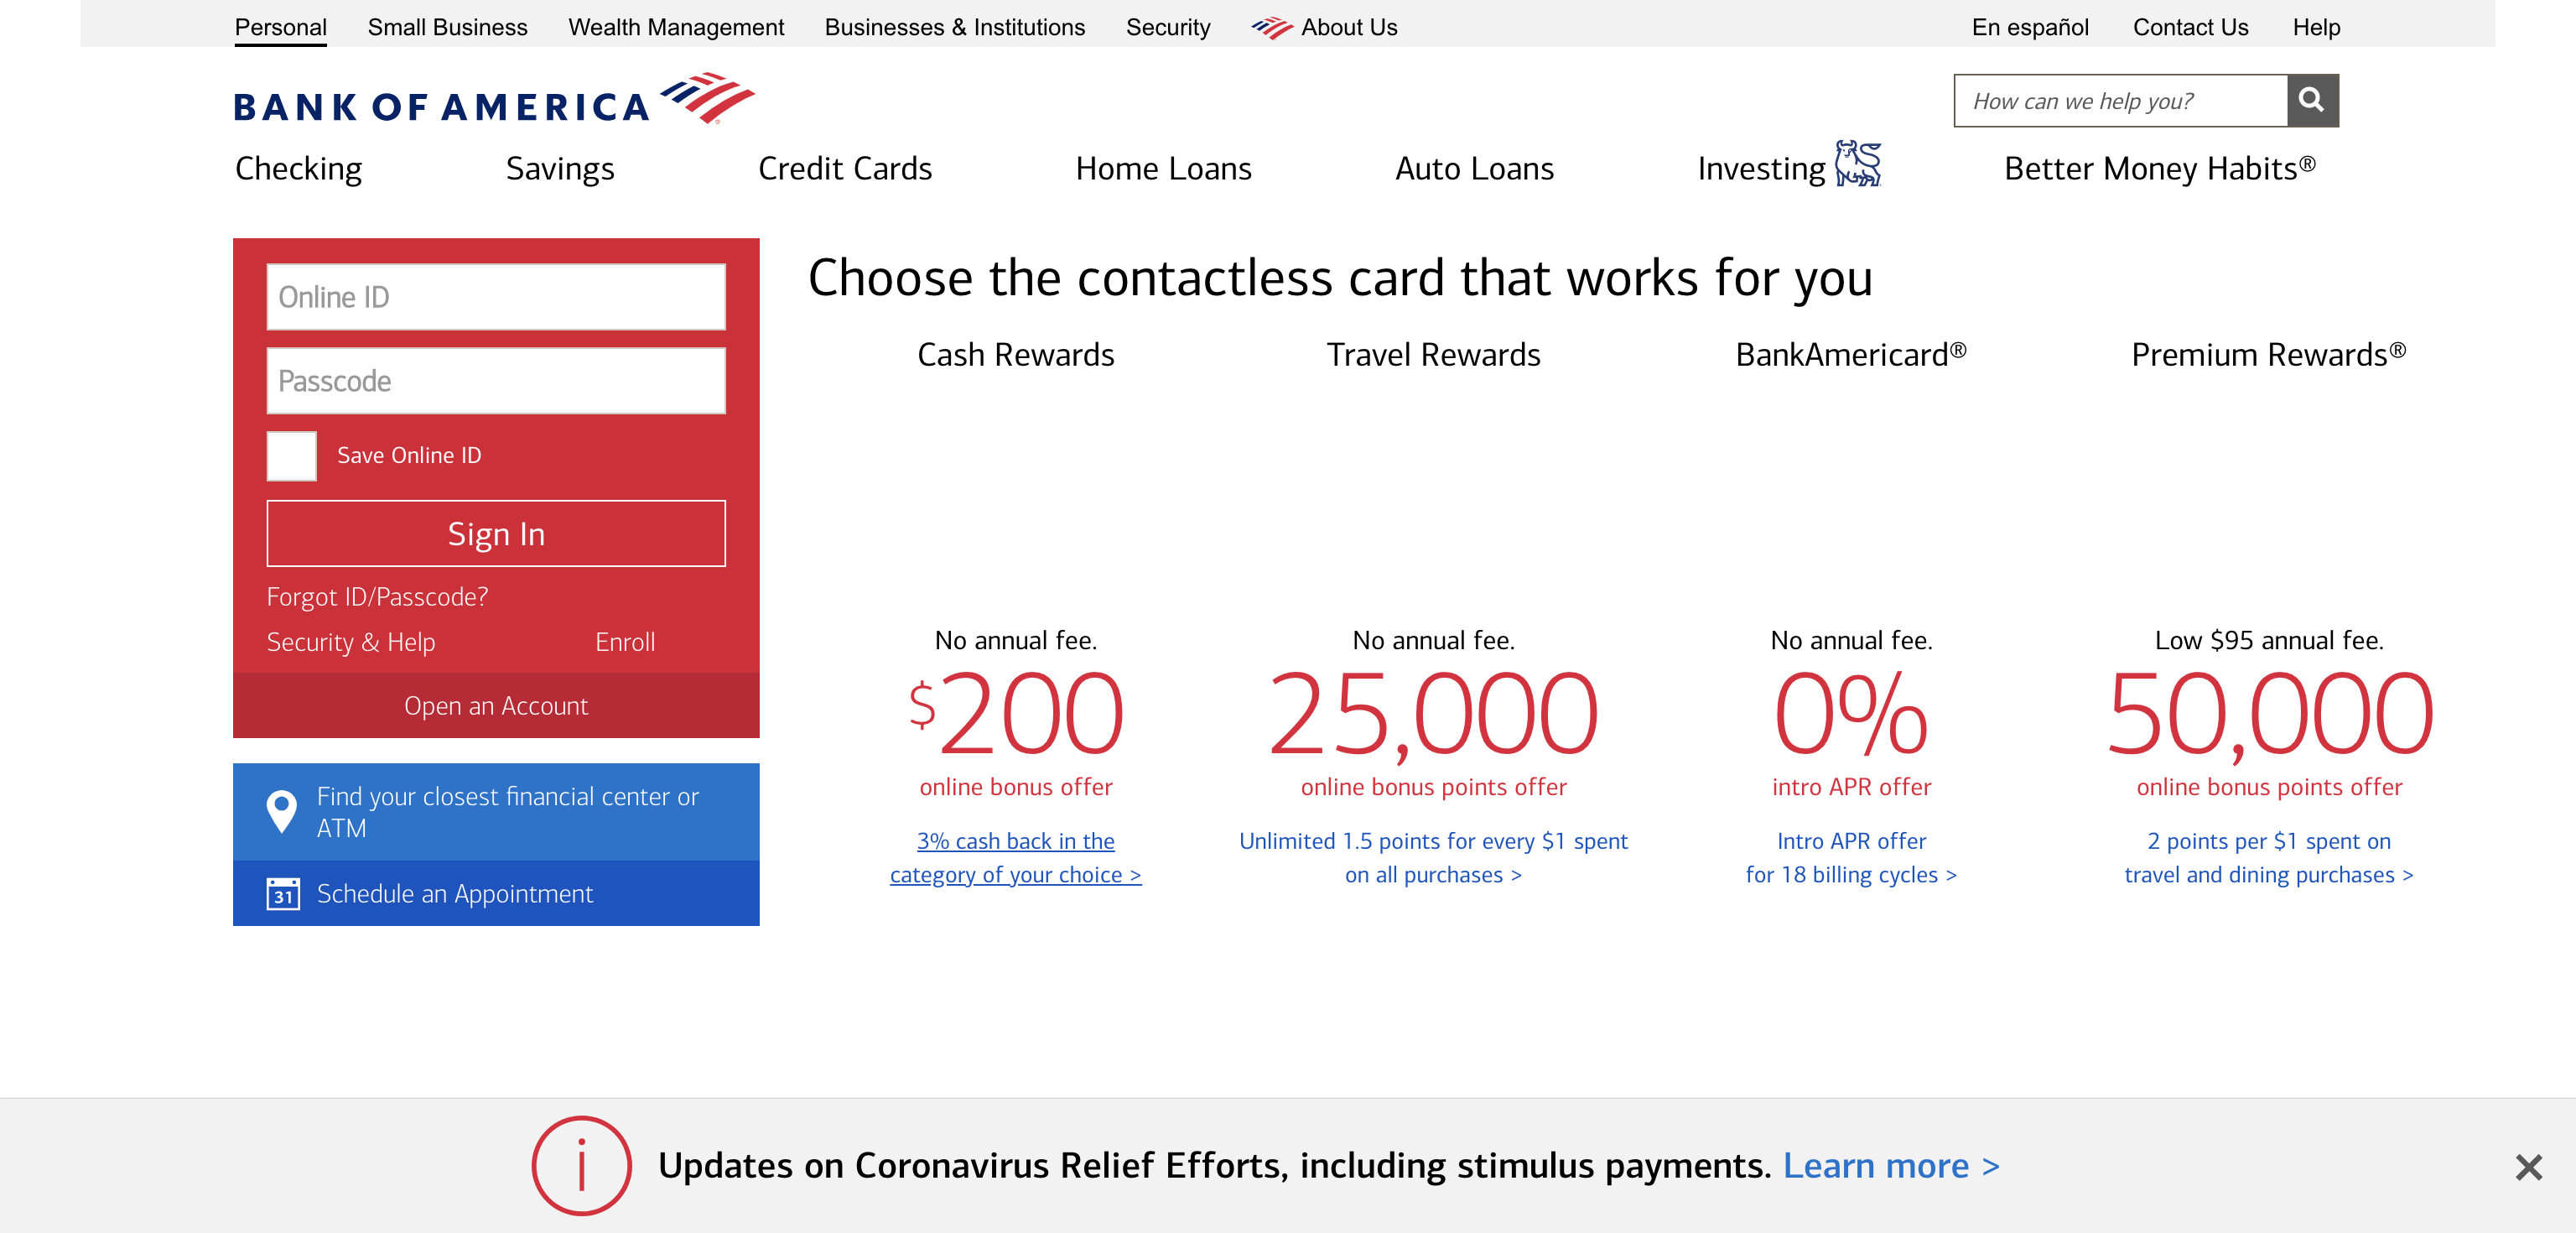 Personal Small Business Wealth Management Businesses & Institutions Security About Us En español Contact Us Help
BANK OF AMERICA
How can we help you?
Checking Savings Credit Cards Home Loans Auto Loans Investing Better Money Habits®
Online ID
Passcode
Save Online ID
Sign In
Forgot ID/Passcode?
Security & Help Enroll
Open an Account
Find your closest financial center or
ATM
31 Schedule an Appointment
Choose the contactless card that works for you
Cash Rewards
No annual fee.
$200
online bonus offer
3% cash back in the
category of your choice >
Travel Rewards
No annual fee.
25,000
online bonus points offer
Unlimited 1.5 points for every $1 spent
on all purchases >
BankAmericard®
No annual fee.
0%
intro APR offer
Intro APR offer
for 18 billing cycles >
Premium Rewards®
Low $95 annual fee.
50,000
online bonus points offer
2 points per $1 spent on
travel and dining purchases >
Updates on Coronavirus Relief Efforts, including stimulus payments. Learn more >